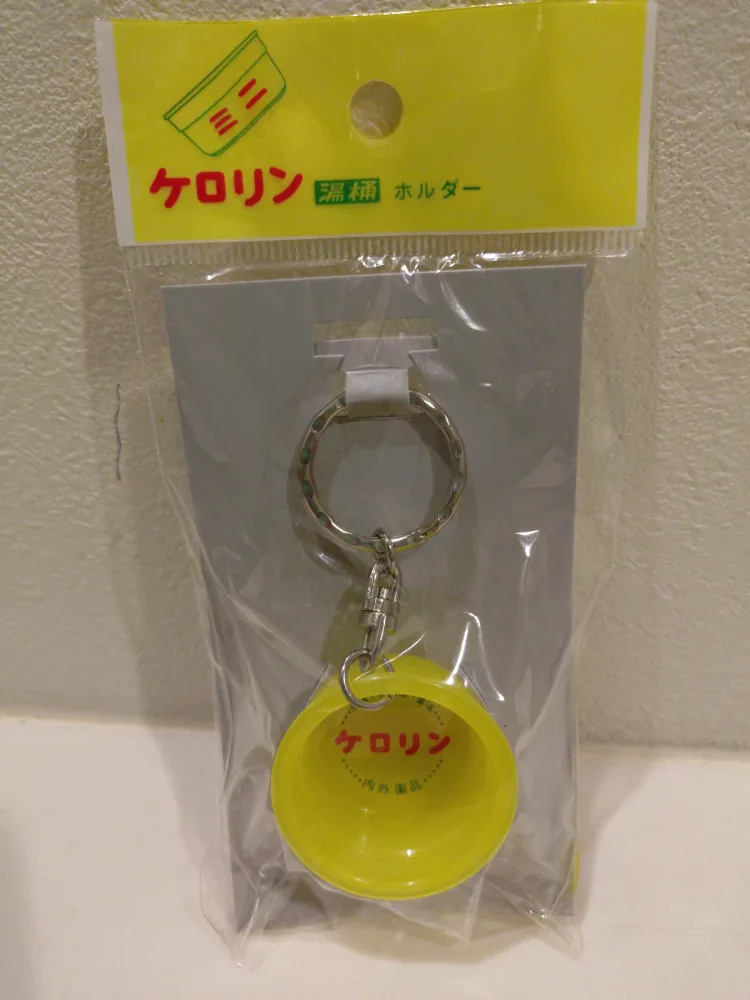 ミニ
ケロリン 湯桶 ホルダー
ケロリン
内外薬品